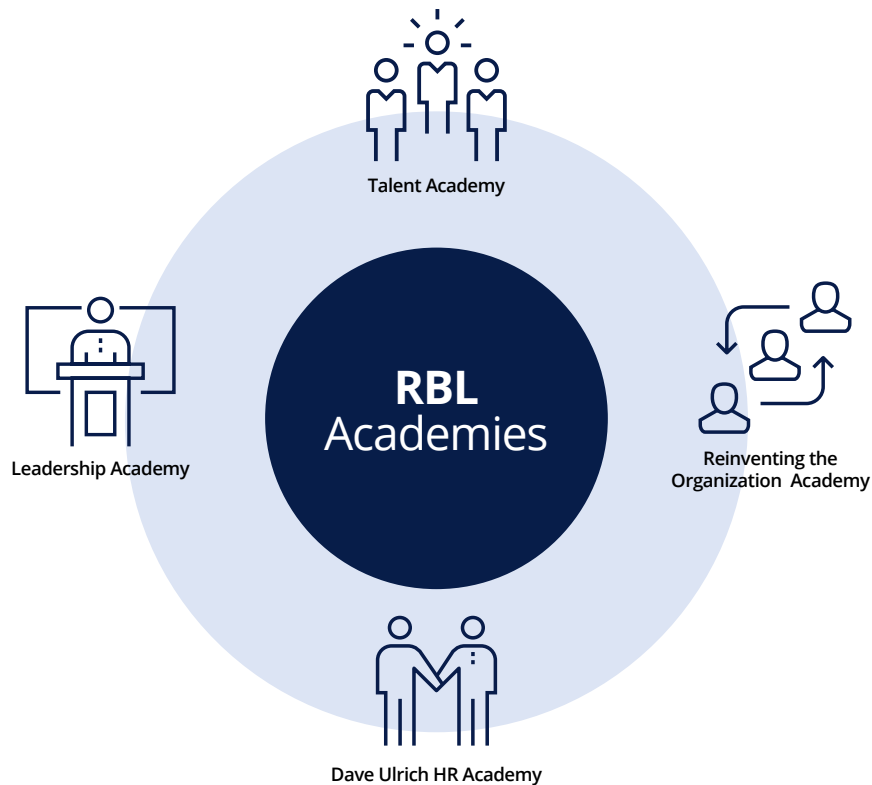 Talent Academy
RBL
Academies
Leadership Academy
Reinventing the
Organization Academy
Dave Ulrich HR Academy